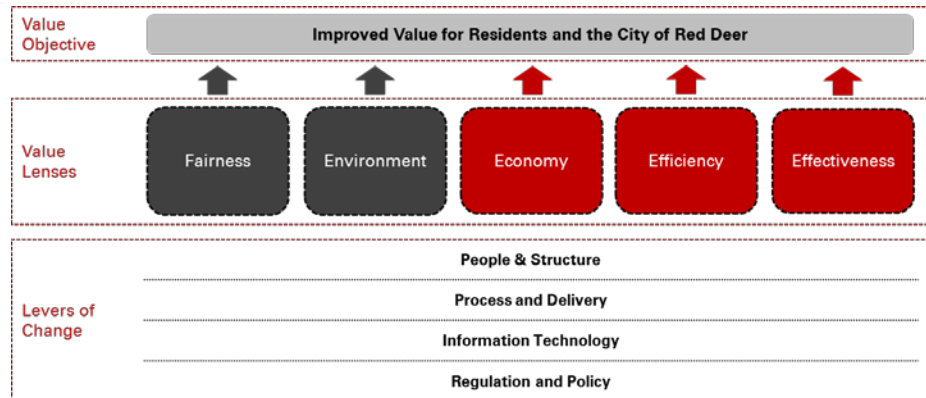 Value
Objective
Improved Value for Residents and the City of Red Deer
Value
Lenses
Fairness
Environment
Economy
Efficiency
Effectiveness
Levers of
Change
People & Structure
Process and Delivery
Information Technology
Regulation and Policy